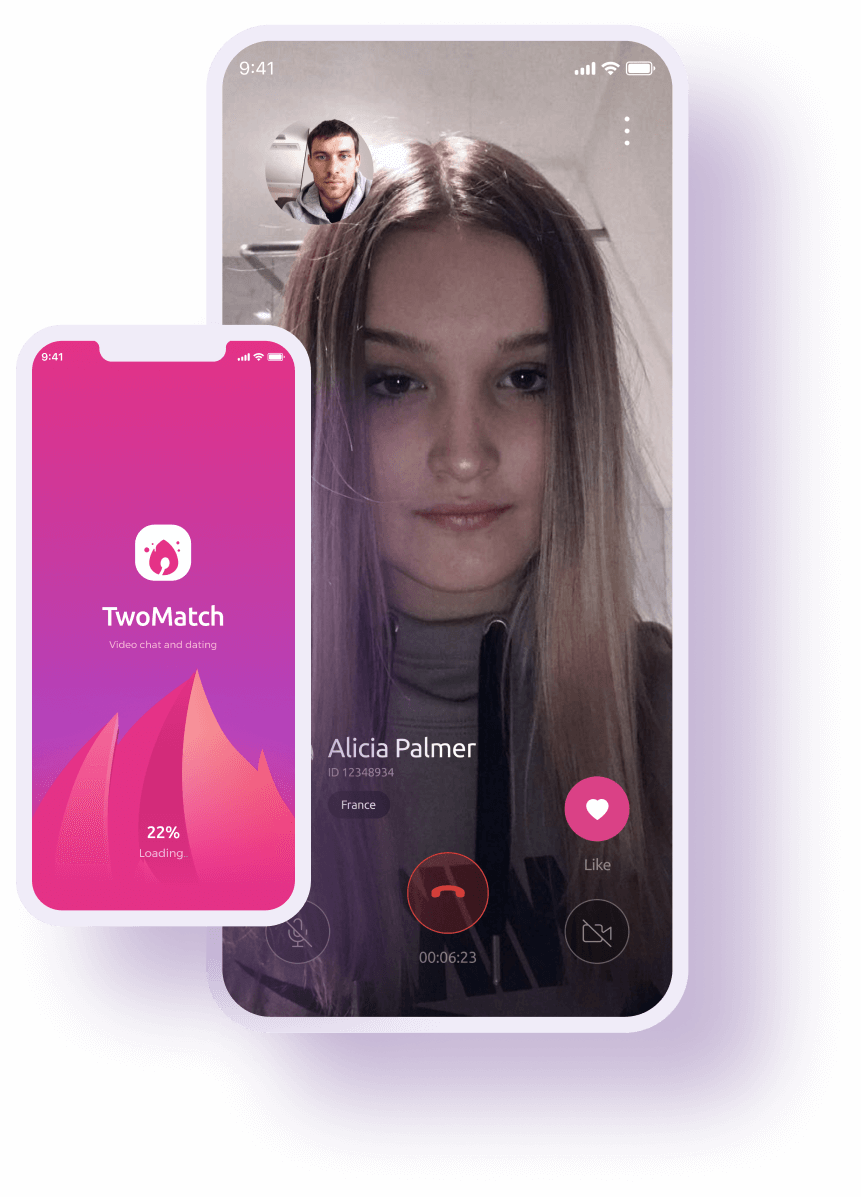 9:41
Alicia Palmer
ID 12348934
France
Like
00:06:23
9:41
TwoMatch
Video chat and dating
22%
Loading..